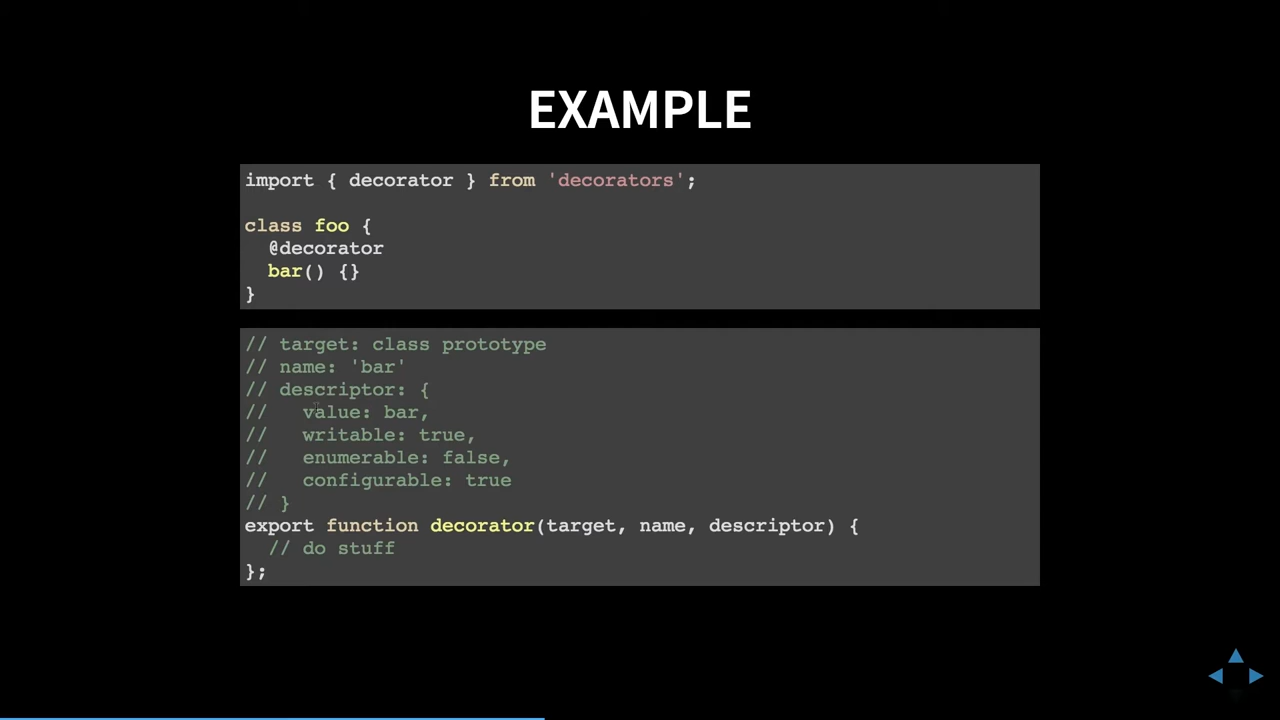 EXAMPLE
import { decorator } from 'decorators';
class foo {
  @decorator
  bar() {}
}
// target: class prototype
// name: 'bar'
// descriptor: {
//   value: bar,
//   writable: true,
//   enumerable: false,
//   configurable: true
// }
export function decorator(target, name, descriptor) {
  // do stuff
};